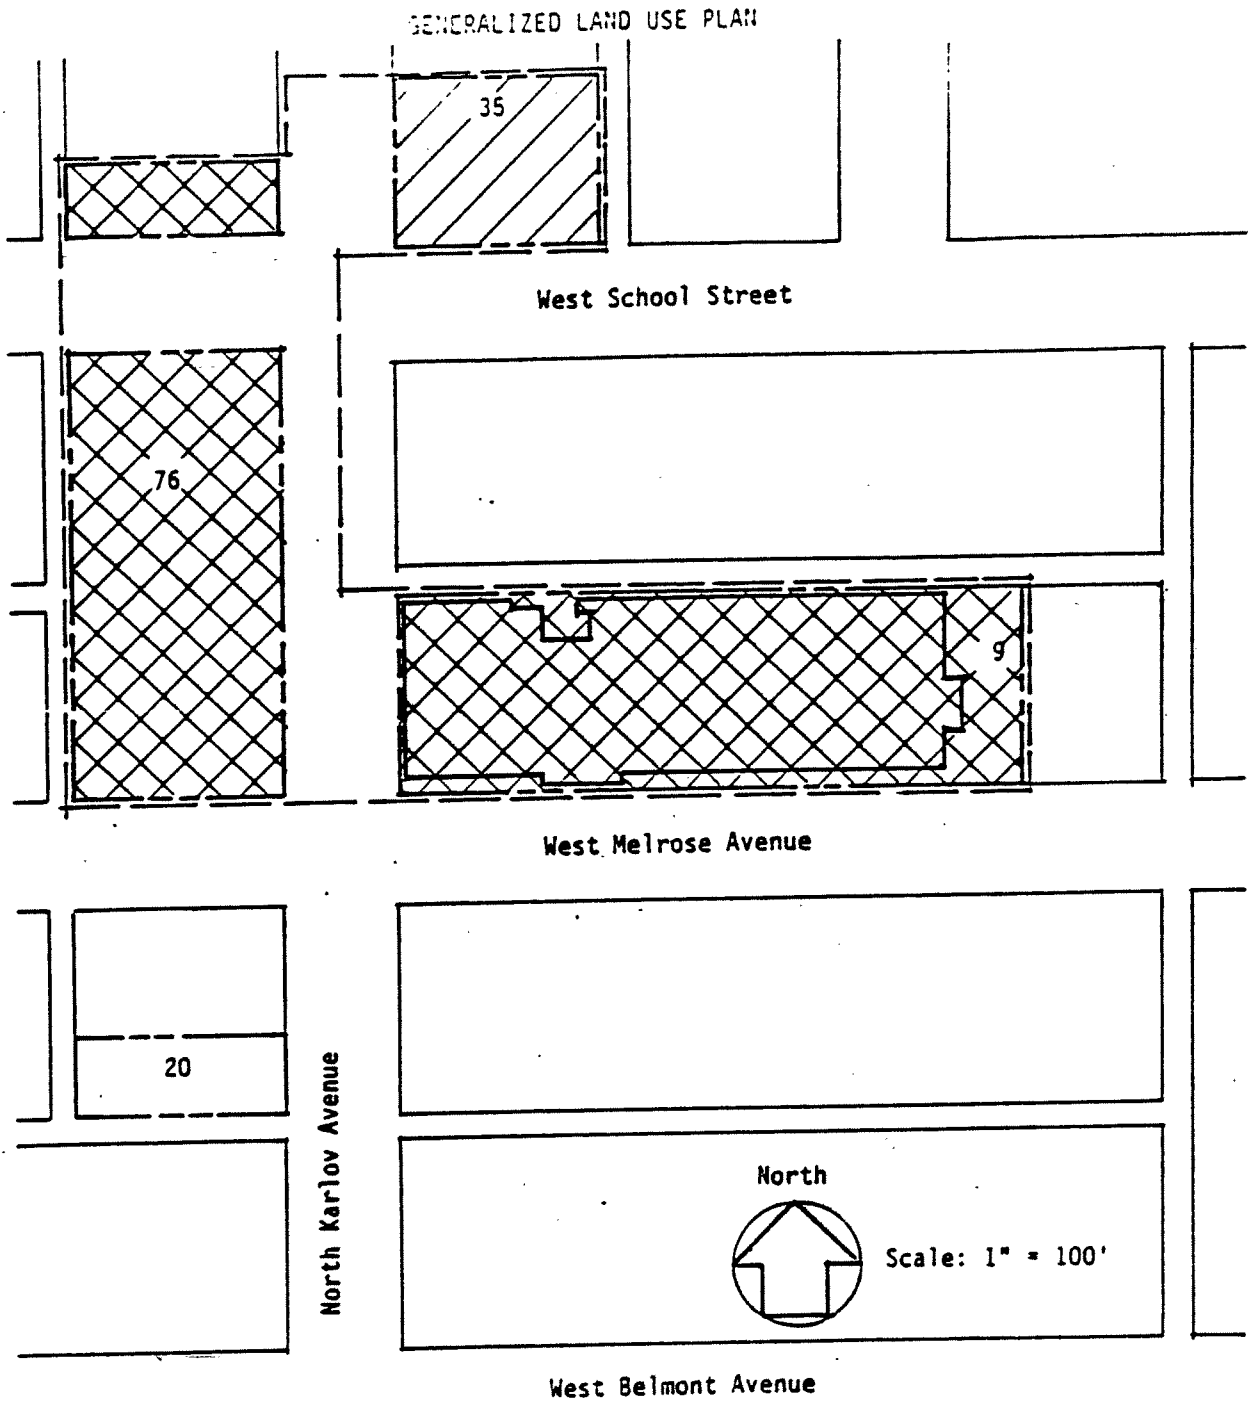 GENERALIZED LAND USE PLAN
35
West School Street
76
9
West Melrose Avenue
20
North Karlov Avenue
North
Scale: 1" = 100'
West Belmont Avenue